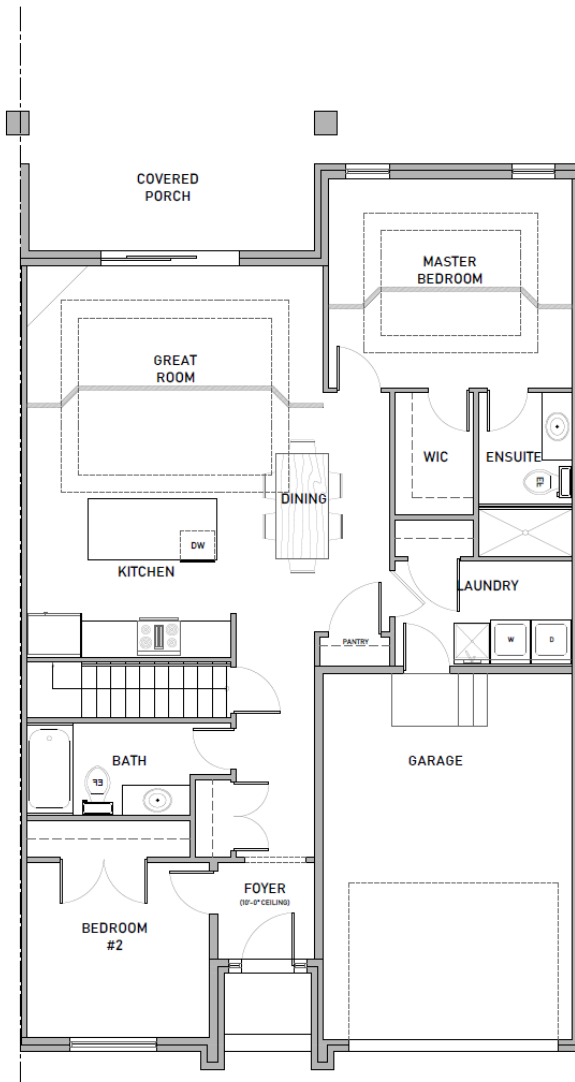 COVERED
PORCH
MASTER
BEDROOM
GREAT
ROOM
WIC
ENSUITE
DINING
DW
KITCHEN
LAUNDRY
W
D
PANTRY
BATH
GARAGE
FOYER
(10'-0" CEILING)
BEDROOM
#2